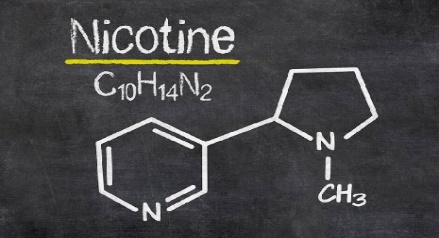 Nicotine
C₁₀H₁₄N₂
N
N
CH₃